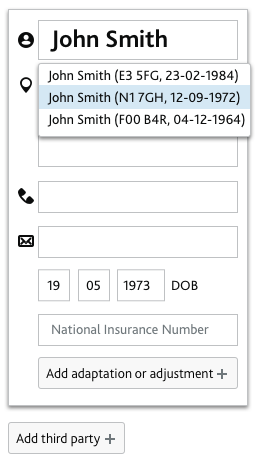 John Smith
John Smith (E3 5FG, 23-02-1984)
John Smith (N1 7GH, 12-09-1972)
John Smith (F00 B4R, 04-12-1964)
19 05 1973 DOB
National Insurance Number
Add adaptation or adjustment +
Add third party +